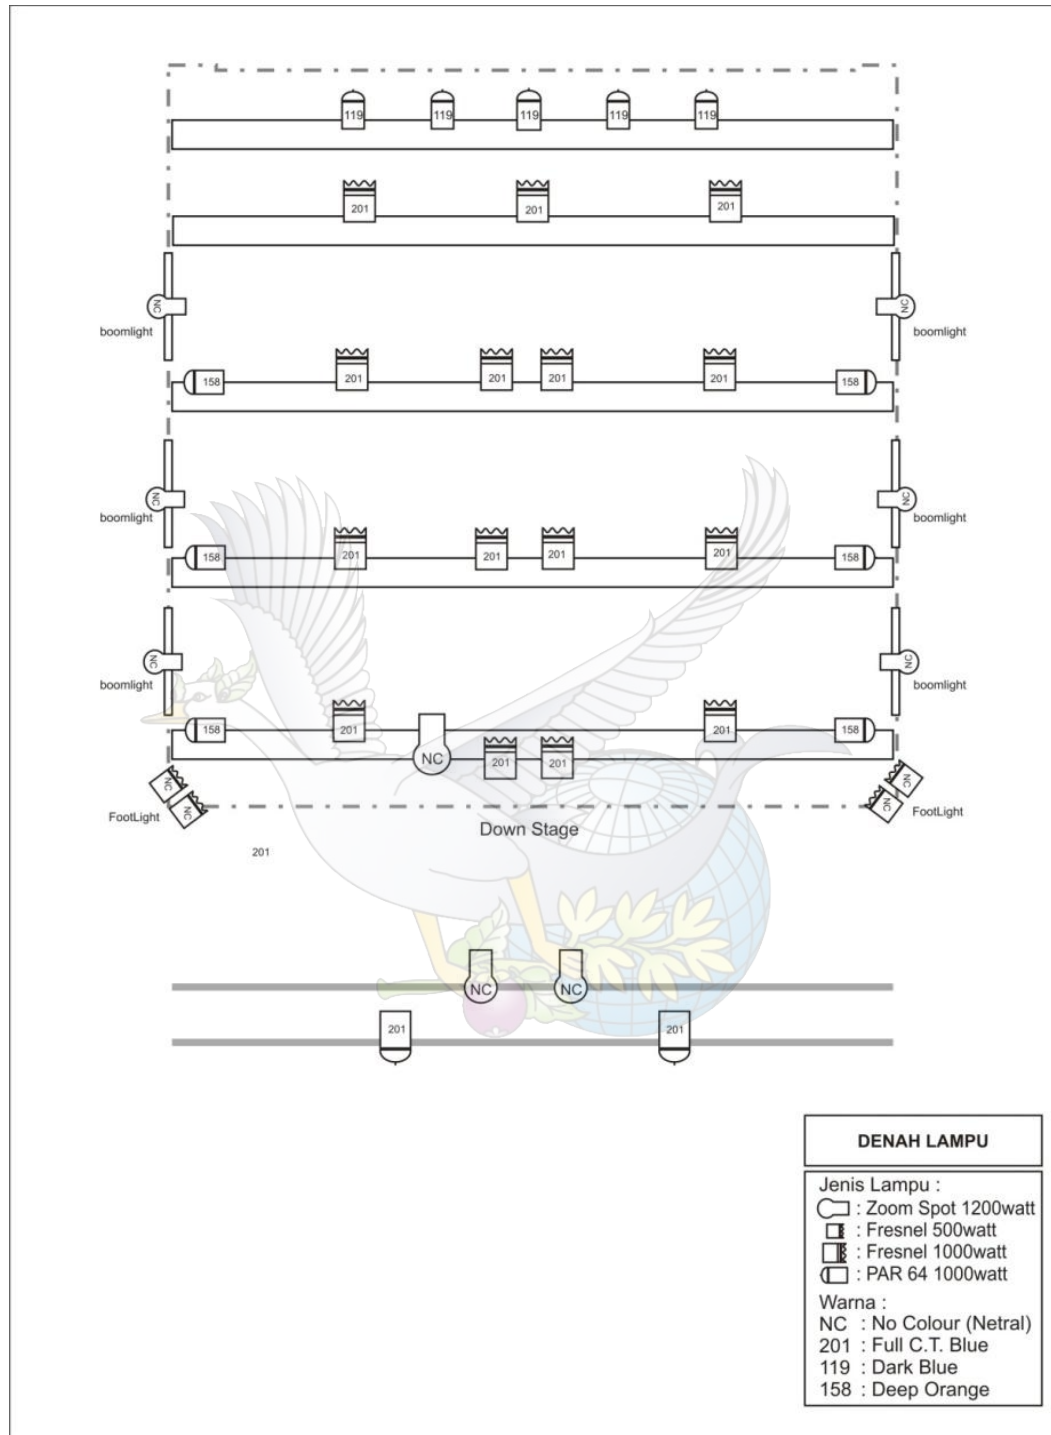 119 119 119 119 119
201 201 201
NC NC
boomlight boomlight
158 201 201 201 201 158
NC NC
boomlight boomlight
158 201 201 201 201 158
NC NC
boomlight boomlight
158 201 201 158
NC 201 201
NC NC
NC NC
FootLight FootLight
Down Stage
201
NC NC
201 201
DENAH LAMPU
Jenis Lampu :
: Zoom Spot 1200watt
: Fresnel 500watt
: Fresnel 1000watt
: PAR 64 1000watt
Warna :
NC : No Colour (Netral)
201 : Full C.T. Blue
119 : Dark Blue
158 : Deep Orange